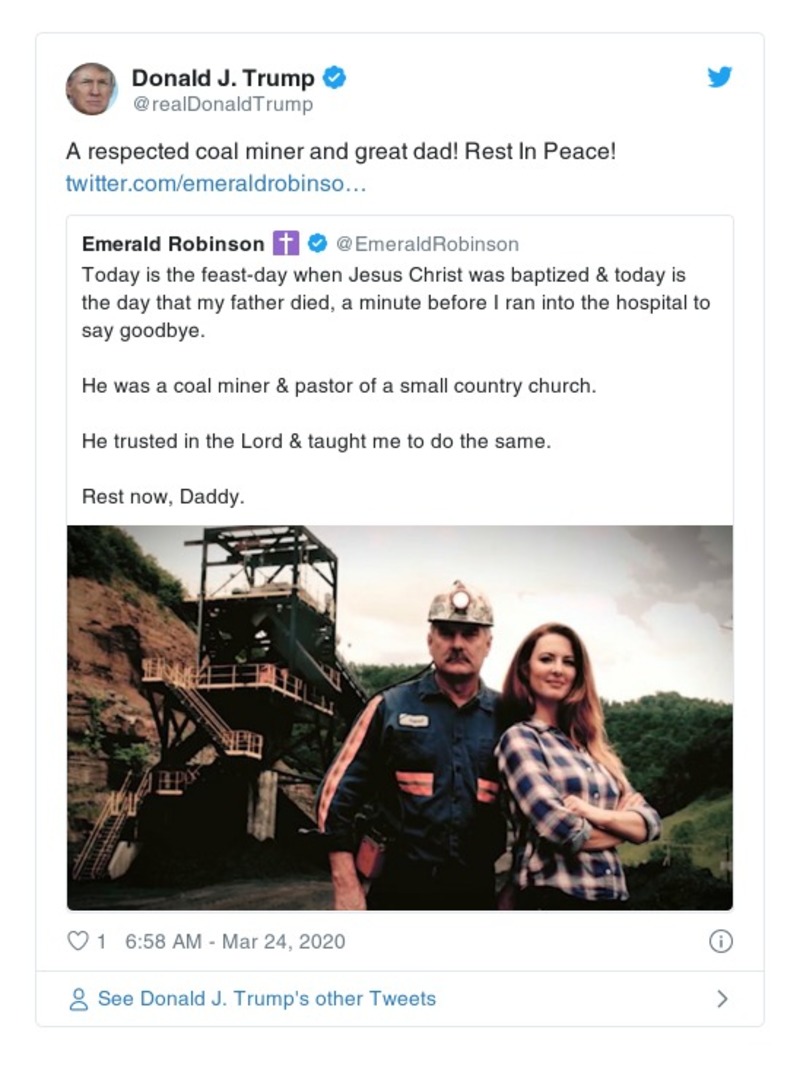 Donald J. Trump
@realDonaldTrump
A respected coal miner and great dad! Rest In Peace!
twitter.com/emeraldrobinso…
Emerald Robinson ✝️ @EmeraldRobinson
Today is the feast-day when Jesus Christ was baptized & today is
the day that my father died, a minute before I ran into the hospital to
say goodbye.
He was a coal miner & pastor of a small country church.
He trusted in the Lord & taught me to do the same.
Rest now, Daddy.
1 6:58 AM - Mar 24, 2020
See Donald J. Trump's other Tweets